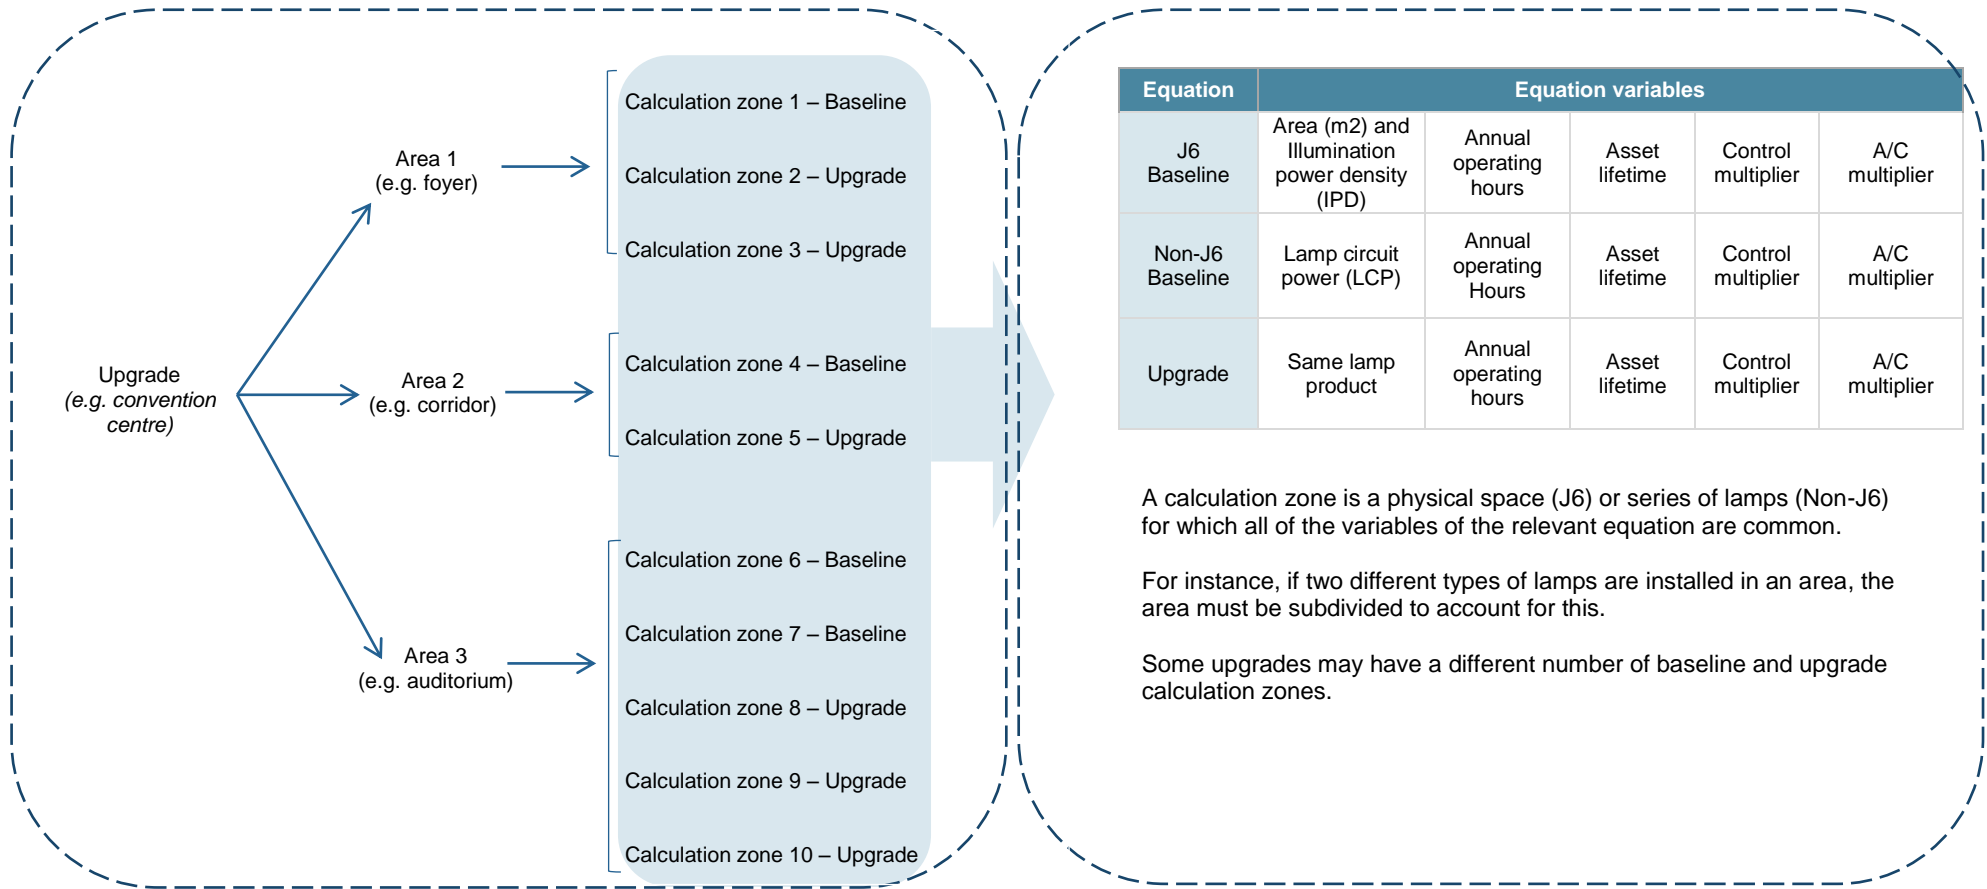 Upgrade
(e.g. convention
centre)
Area 1
(e.g. foyer)
Area 2
(e.g. corridor)
Area 3
(e.g. auditorium)
Calculation zone 1 – Baseline
Calculation zone 2 – Upgrade
Calculation zone 3 – Upgrade
Calculation zone 4 – Baseline
Calculation zone 5 – Upgrade
Calculation zone 6 – Baseline
Calculation zone 7 – Baseline
Calculation zone 8 – Upgrade
Calculation zone 9 – Upgrade
Calculation zone 10 – Upgrade
Equation
Equation variables
J6
Baseline
Area (m2) and
Illumination
power density
(IPD)
Annual
operating
hours
Asset
lifetime
Control
multiplier
A/C
multiplier
Non-J6
Baseline
Lamp circuit
power (LCP)
Annual
operating
Hours
Asset
lifetime
Control
multiplier
A/C
multiplier
Upgrade
Same lamp
product
Annual
operating
hours
Asset
lifetime
Control
multiplier
A/C
multiplier
A calculation zone is a physical space (J6) or series of lamps (Non-J6)
for which all of the variables of the relevant equation are common.
For instance, if two different types of lamps are installed in an area, the
area must be subdivided to account for this.
Some upgrades may have a different number of baseline and upgrade
calculation zones.